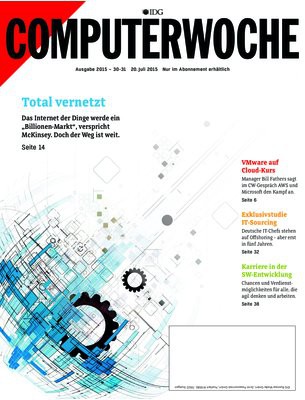 IDG
COMPUTERWOCHE
Ausgabe 2015 – 30-31 20. Juli 2015 Nur im Abonnement erhältlich
Total vernetzt
Das Internet der Dinge werde ein
„Billionen-Markt“, verspricht
McKinsey. Doch der Weg ist weit.
Seite 14
VMware auf
Cloud-Kurs
Manager Bill Fathers sagt
im CW-Gespräch AWS und
Microsoft den Kampf an.
Seite 6
Exklusivstudie
IT-Sourcing
Deutsche IT-Chefs stehen
auf Offshoring – aber erst
in fünf Jahren.
Seite 32
Karriere in der
SW-Entwicklung
Chancen und Verdienst-
möglichkeiten für alle, die
agil denken und arbeiten.
Seite 38